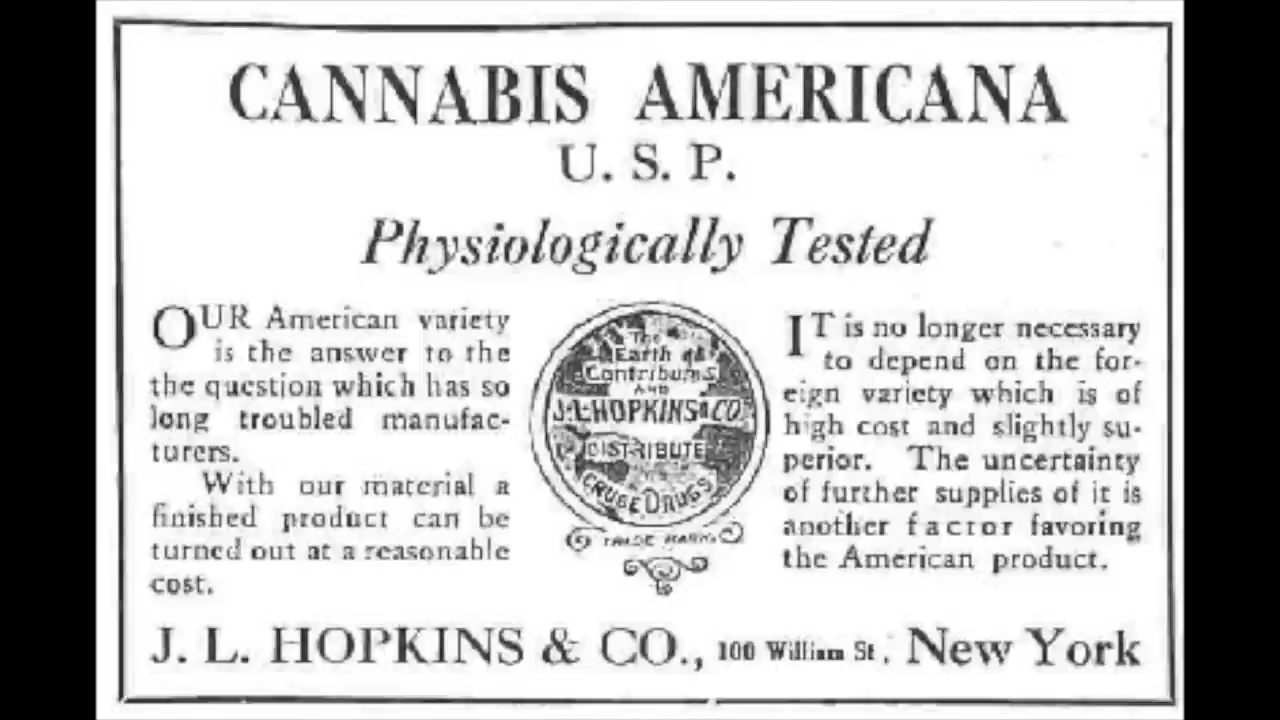 CANNABIS AMERICANA
U. S. P.
Physiologically Tested
OUR American variety
is the answer to the
the question which has so
long troubled manufac-
turers.
With our material a
finished product can be
turned out at a reasonable
cost.
The
Earth
Contributes
AND
J.L.HOPKINS & CO.
DISTRIBUTE
CRUDE DRUGS
TRADE MARK
IT is no longer necessary
to depend on the for-
eign variety which is of
high cost and slightly su-
perior. The uncertainty
of further supplies of it is
another factor favoring
the American product.
J. L. HOPKINS & CO., 100 William St., New York